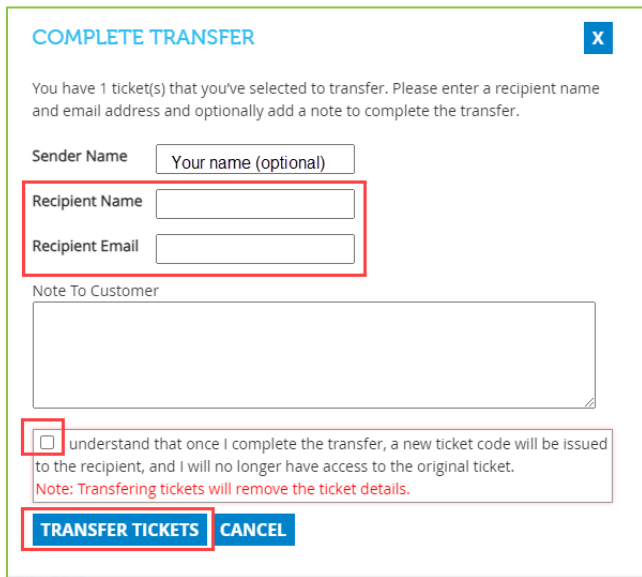 COMPLETE TRANSFER
X
You have 1 ticket(s) that you've selected to transfer. Please enter a recipient name
and email address and optionally add a note to complete the transfer.
Sender Name
Your name (optional)
Recipient Name
Recipient Email
Note To Customer
understand that once I complete the transfer, a new ticket code will be issued
to the recipient, and I will no longer have access to the original ticket.
Note: Transfering tickets will remove the ticket details.
TRANSFER TICKETS
CANCEL